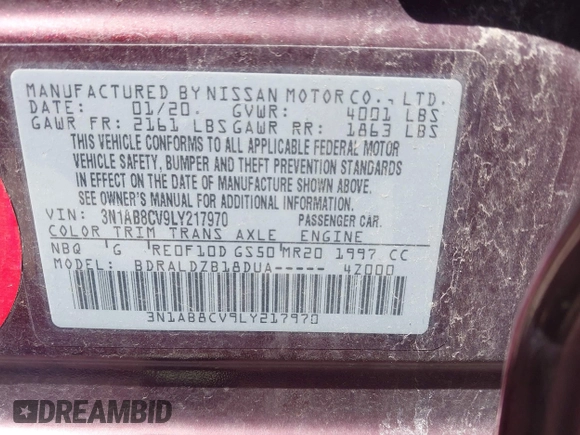 MANUFACTURED BY NISSAN MOTOR CO., LTD.
DATE: 01/20. GVWR: 4001 LBS
GAWR FR: 2161 LBS GAWR RR: 1863 LBS
THIS VEHICLE CONFORMS TO ALL APPLICABLE FEDERAL MOTOR
VEHICLE SAFETY, BUMPER AND THEFT PREVENTION STANDARDS
IN EFFECT ON THE DATE OF MANUFACTURE SHOWN ABOVE.
SEE OWNER'S MANUAL FOR ADDITIONAL INFORMATION.
VIN: 3N1AB8CV9LY217970 PASSENGER CAR.
COLOR TRIM TRANS AXLE ENGINE
NBQ G RE0F10D GS50 MR20 1997 CC
MODEL: BDRALDZB18DUA----- 4Z000
3N1AB8CV9LY217970
DREAMBID